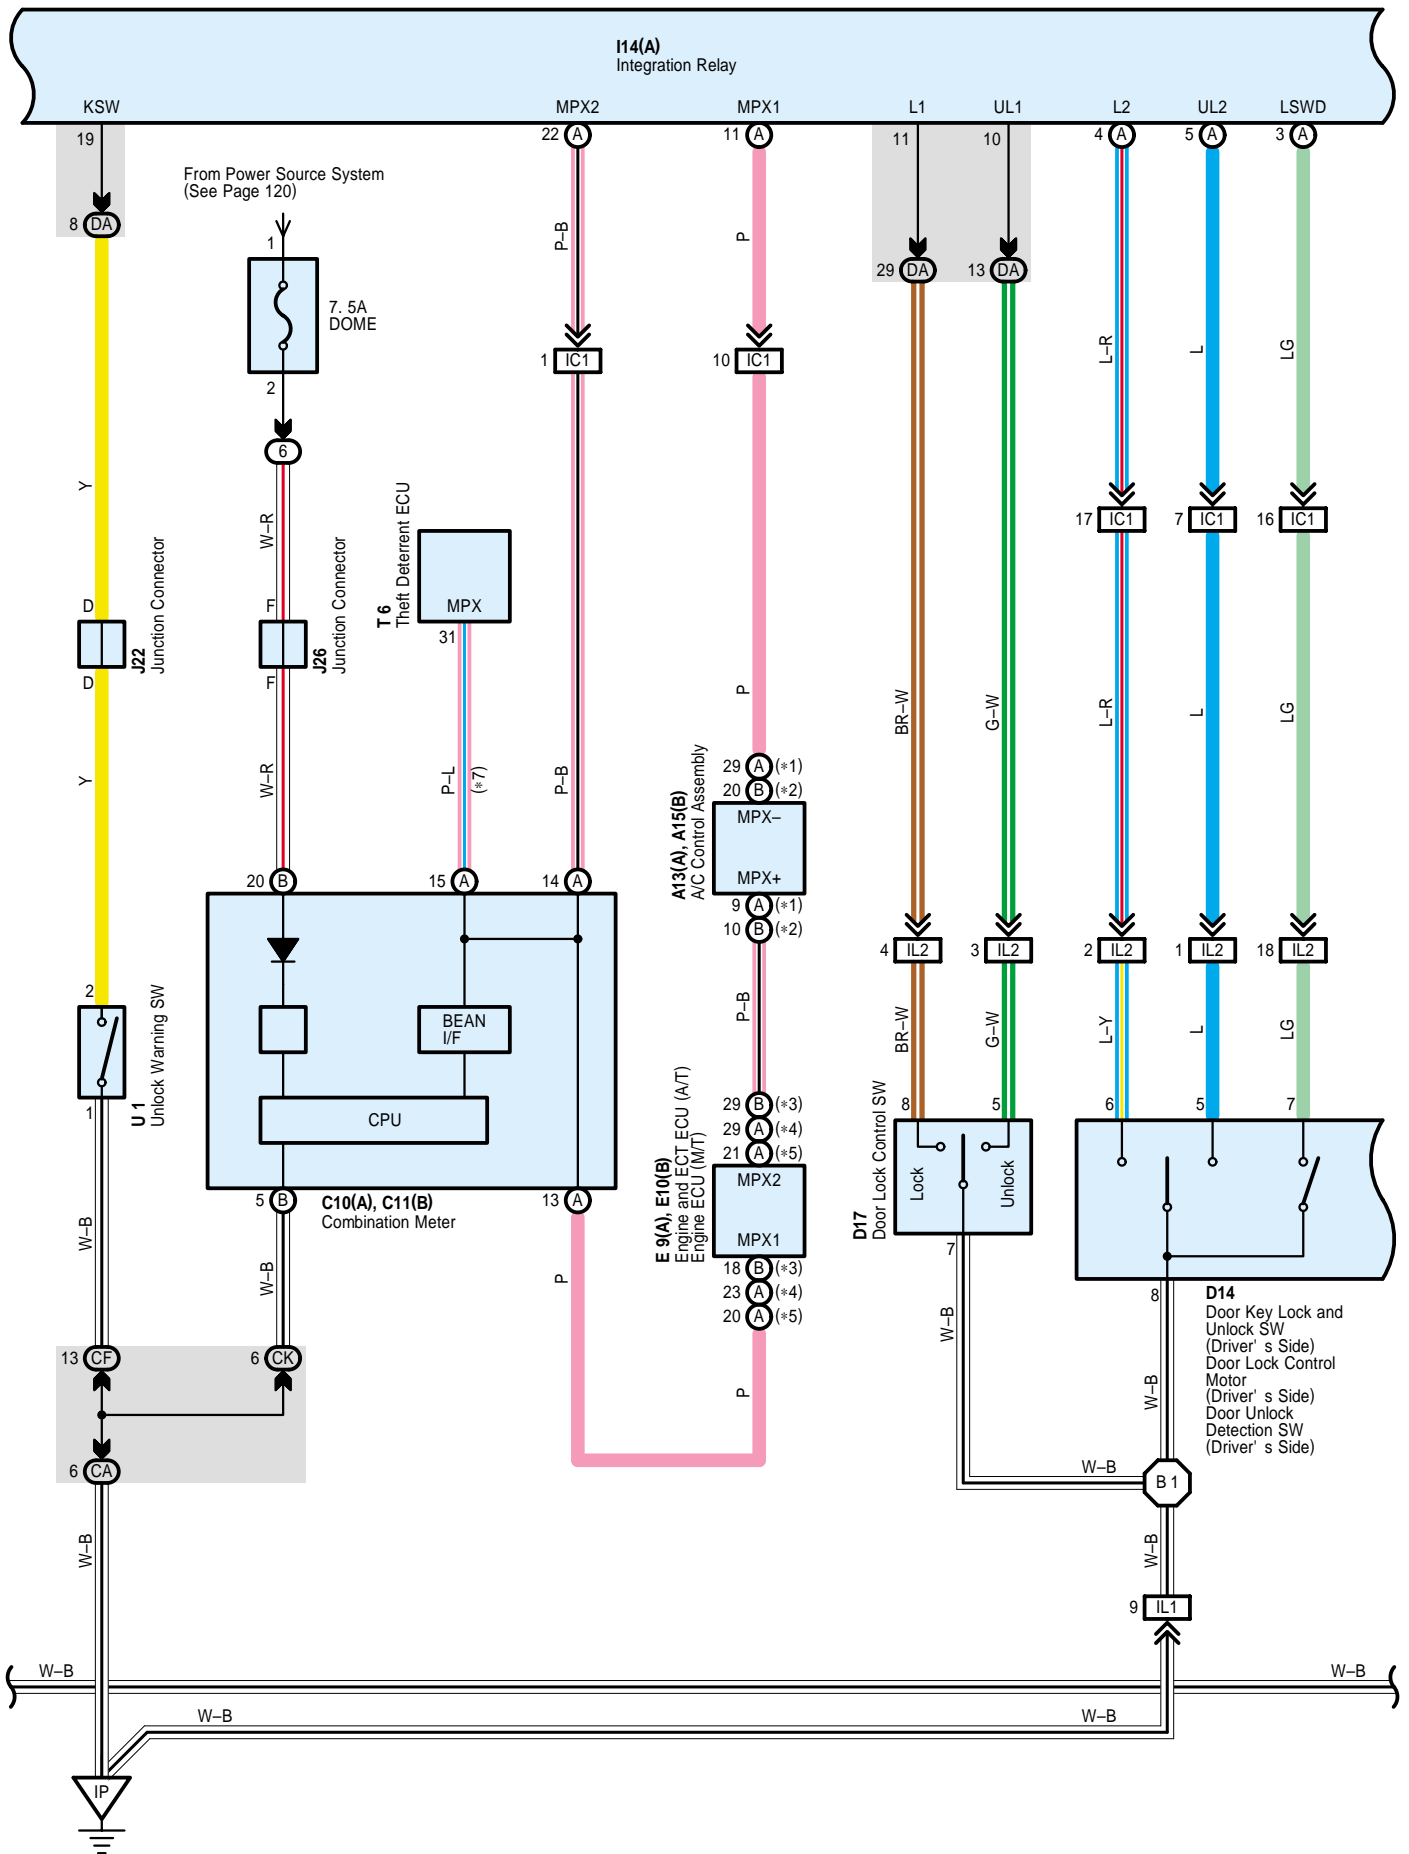 I14(A)
Integration Relay
KSW
MPX2
MPX1
L1
UL1
L2
UL2
LSWD
19
22 A
11 A
11
10
4 A
5 A
3 A
From Power Source System
(See Page 120)
8 DA
1
7. 5A
DOME
2
6
P–B
P
29 DA
13 DA
1 IC1
10 IC1
L–R
L
LG
Y
W–R
17 IC1
7 IC1
16 IC1
D
F
J22
Junction Connector
D
F
J26
Junction Connector
T 6
Theft Deterrent ECU
MPX
31
Y
W–R
P–L
(*7)
P–B
P
BR–W
G–W
L–R
L
LG
29 A (*1)
20 B (*2)
MPX–
MPX+
A13(A), A15(B)
A/C Control Assembly
9 A (*1)
10 B (*2)
20 B
15 A
14 A
4 IL2
3 IL2
2 IL2
1 IL2
18 IL2
2
U 1
Unlock Warning SW
1
BEAN
I/F
CPU
P–B
BR–W
G–W
L–Y
L
LG
29 B (*3)
29 A (*4)
21 A (*5)
MPX2
MPX1
E 9(A), E10(B)
Engine and ECT ECU (A/T)
Engine ECU (M/T)
18 B (*3)
23 A (*4)
20 A (*5)
8
5
6
5
7
Lock
Unlock
D17
Door Lock Control SW
7
5 B
C10(A), C11(B)
Combination Meter
13 A
W–B
W–B
P
P
W–B
8
D14
Door Key Lock and
Unlock SW
(Driver' s Side)
Door Lock Control
Motor
(Driver' s Side)
Door Unlock
Detection SW
(Driver' s Side)
13 CF
6 CK
6 CA
W–B
W–B
B 1
W–B
W–B
9 IL1
W–B
W–B
W–B
W–B
IP